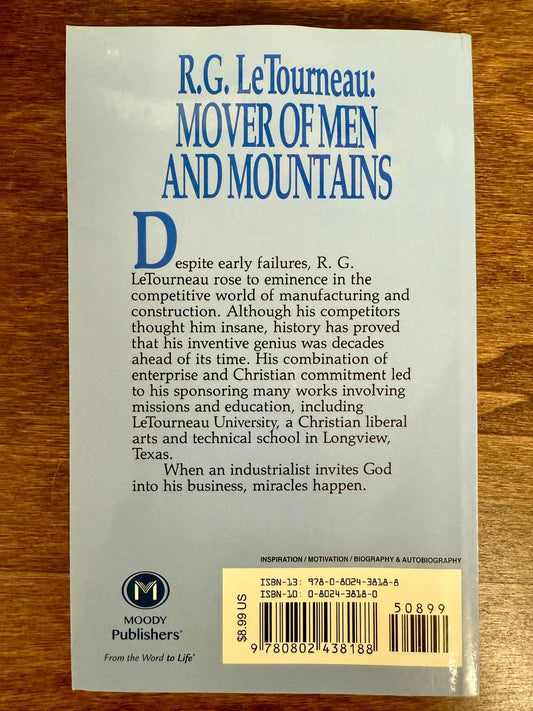 R.G. LeTourneau:
MOVER OF MEN
AND MOUNTAINS
Despite early failures, R. G.
LeTourneau rose to eminence in the
competitive world of manufacturing and
construction. Although his competitors
thought him insane, history has proved
that his inventive genius was decades
ahead of its time. His combination of
enterprise and Christian commitment led
to his sponsoring many works involving
missions and education, including
LeTourneau University, a Christian liberal
arts and technical school in Longview,
Texas.
When an industrialist invites God
into his business, miracles happen.
INSPIRATION / MOTIVATION / BIOGRAPHY & AUTOBIOGRAPHY
ISBN-13: 978-0-8024-3818-8
ISBN-10: 0-8024-3818-0
50899
$8.99 US
9 780802 438188
M
MOODY
Publishers®
From the Word to Life®